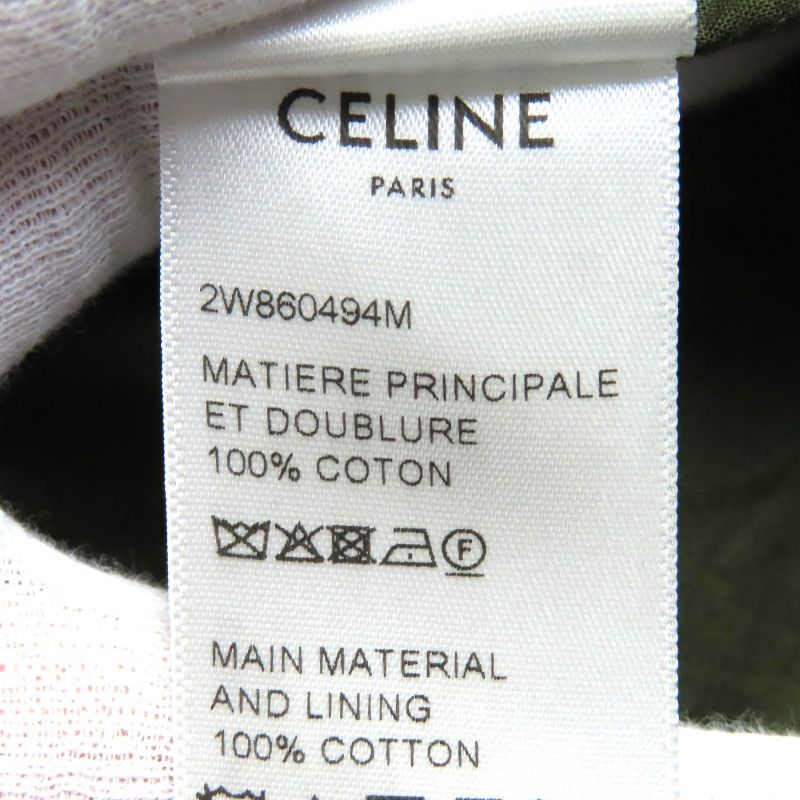 CELINE
PARIS
2W860494M
MATIERE PRINCIPALE
ET DOUBLURE
100% COTON
F
MAIN MATERIAL
AND LINING
100% COTTON